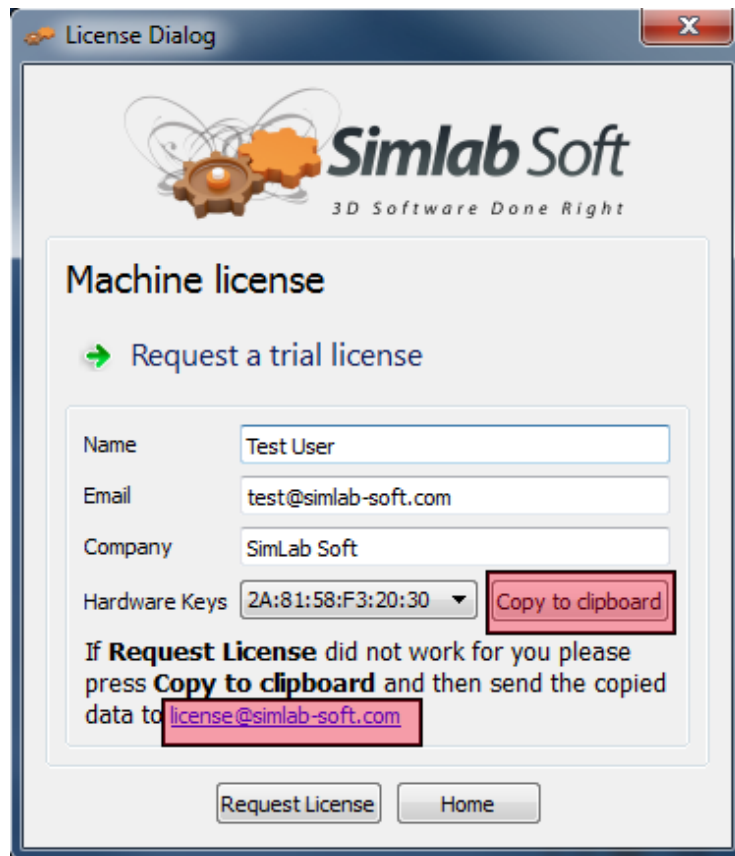 License Dialog
Simlab Soft
3D Software Done Right
Machine license
Request a trial license
Name Test User
Email test@simlab-soft.com
Company SimLab Soft
Hardware Keys 2A:81:58:F3:20:30 Copy to clipboard
If Request License did not work for you please
press Copy to clipboard and then send the copied
data to license@simlab-soft.com
Request License Home